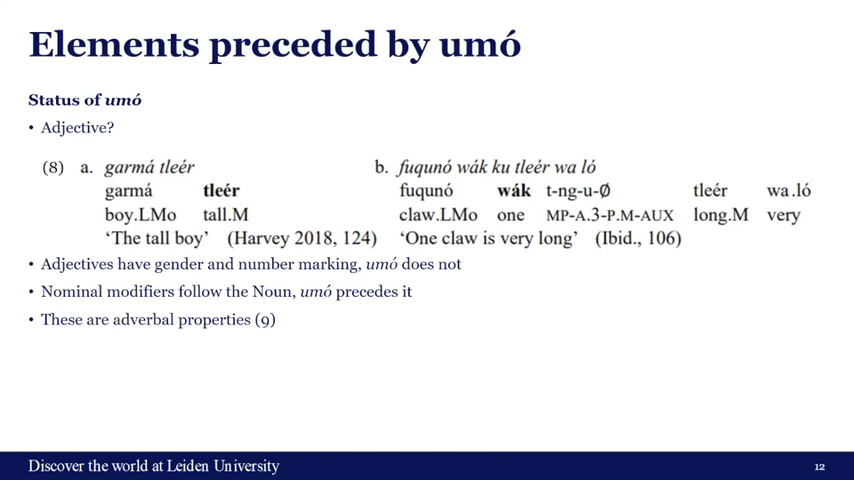 Elements preceded by umó
Status of umó
• Adjective?
(8) a. garmá tleér b. fuqunó wák ku tleér wa ló
garmá tleér fuqunó wák t-ng-u-Ø tleér wa.ló
boy.LMo tall.M claw.LMo one MP-A.3-P.M-AUX long.M very
‘The tall boy’ (Harvey 2018, 124) ‘One claw is very long’ (Ibid., 106)
• Adjectives have gender and number marking, umó does not
• Nominal modifiers follow the Noun, umó precedes it
• These are adverbal properties (9)
Discover the world at Leiden University 12